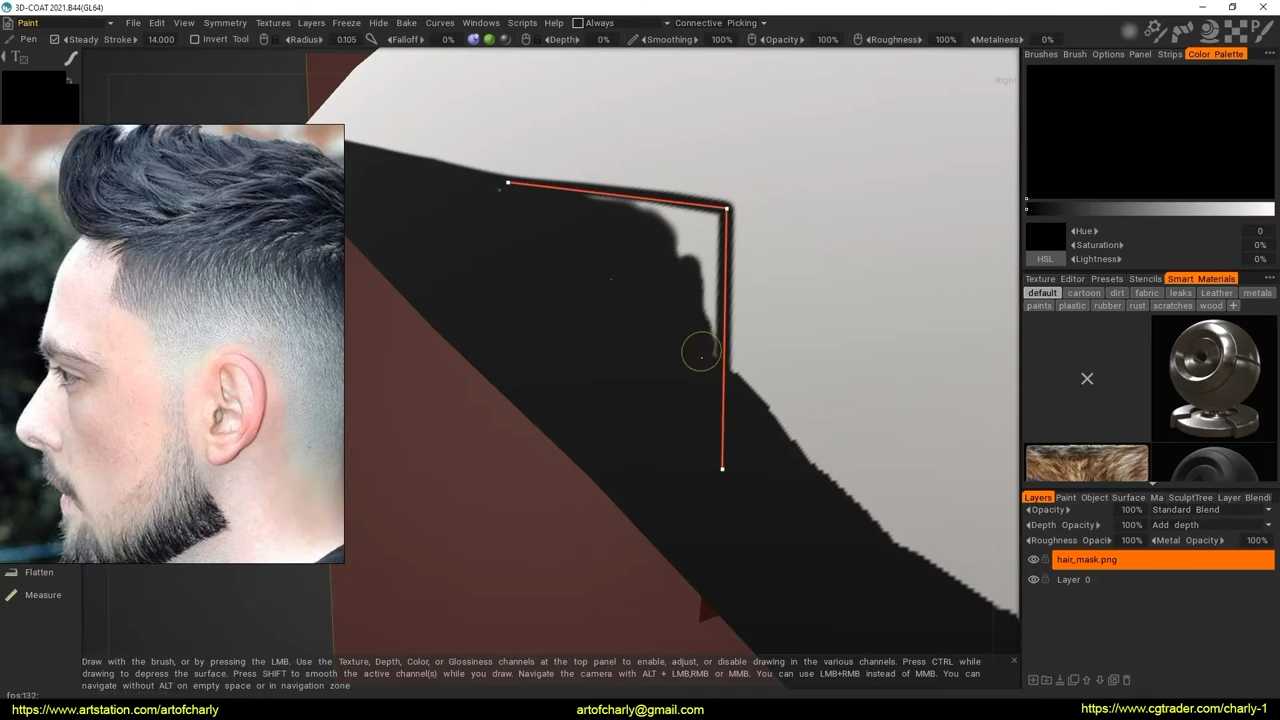 3D-COAT 2021.B44(GL64)
Paint File Edit View Symmetry Textures Layers Freeze Hide Bake Curves Windows Scripts Help Always Connective Picking
Pen Steady Stroke 14.000 Invert Tool Radius 0.105 Falloff 0% Depth 0% Smoothing 100% Opacity 100% Roughness 100% Metalness 0%
Brushes Brush Options Panel Strips Color Palette
Right
Hue 0
Saturation 0%
HSL Lightness 0%
Texture Editor Presets Stencils Smart Materials
default cartoon dirt fabric leaks Leather metals
paints plastic rubber rust scratches wood +
Layers Paint Object Surface Ma SculptTree Layer Blendi
Opacity 100% Standard Blend
Depth Opacity 100% Add depth
Roughness Opaci 100% Metal Opacity 100%
hair_mask.png
Layer 0
Flatten
Measure
Draw with the brush, or by pressing the LMB. Use the Texture, Depth, Color, or Glossiness channels at the top panel to enable, adjust, or disable drawing in the various channels. Press CTRL while
drawing to depress the surface. Press SHIFT to smooth the active channel(s) while you draw. Navigate the camera with ALT + LMB,RMB or MMB. You can use LMB+RMB instead of MMB. You can
navigate without ALT on empty space or in navigation zone
fps:132;
https://www.artstation.com/artofcharly artofcharly@gmail.com https://www.cgtrader.com/charly-1